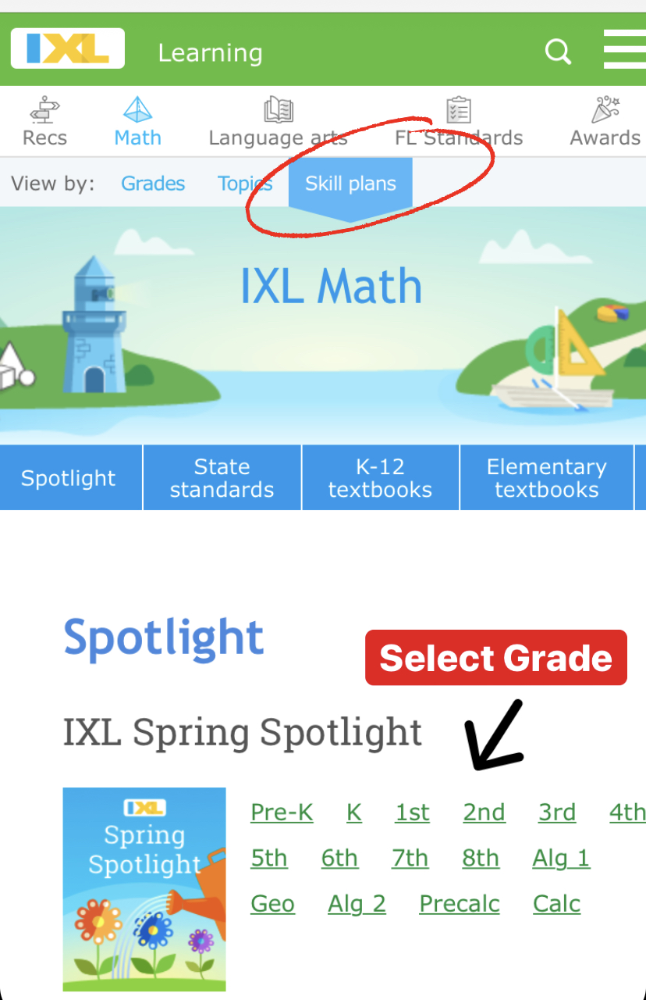 IXL Learning
Recs Math Language arts FL Standards Awards
View by: Grades Topics Skill plans
IXL Math
Spotlight
State
standards
K-12
textbooks
Elementary
textbooks
Spotlight
Select Grade
IXL Spring Spotlight
IXL
Spring
Spotlight
Pre-K K 1st 2nd 3rd 4th
5th 6th 7th 8th Alg 1
Geo Alg 2 Precalc Calc